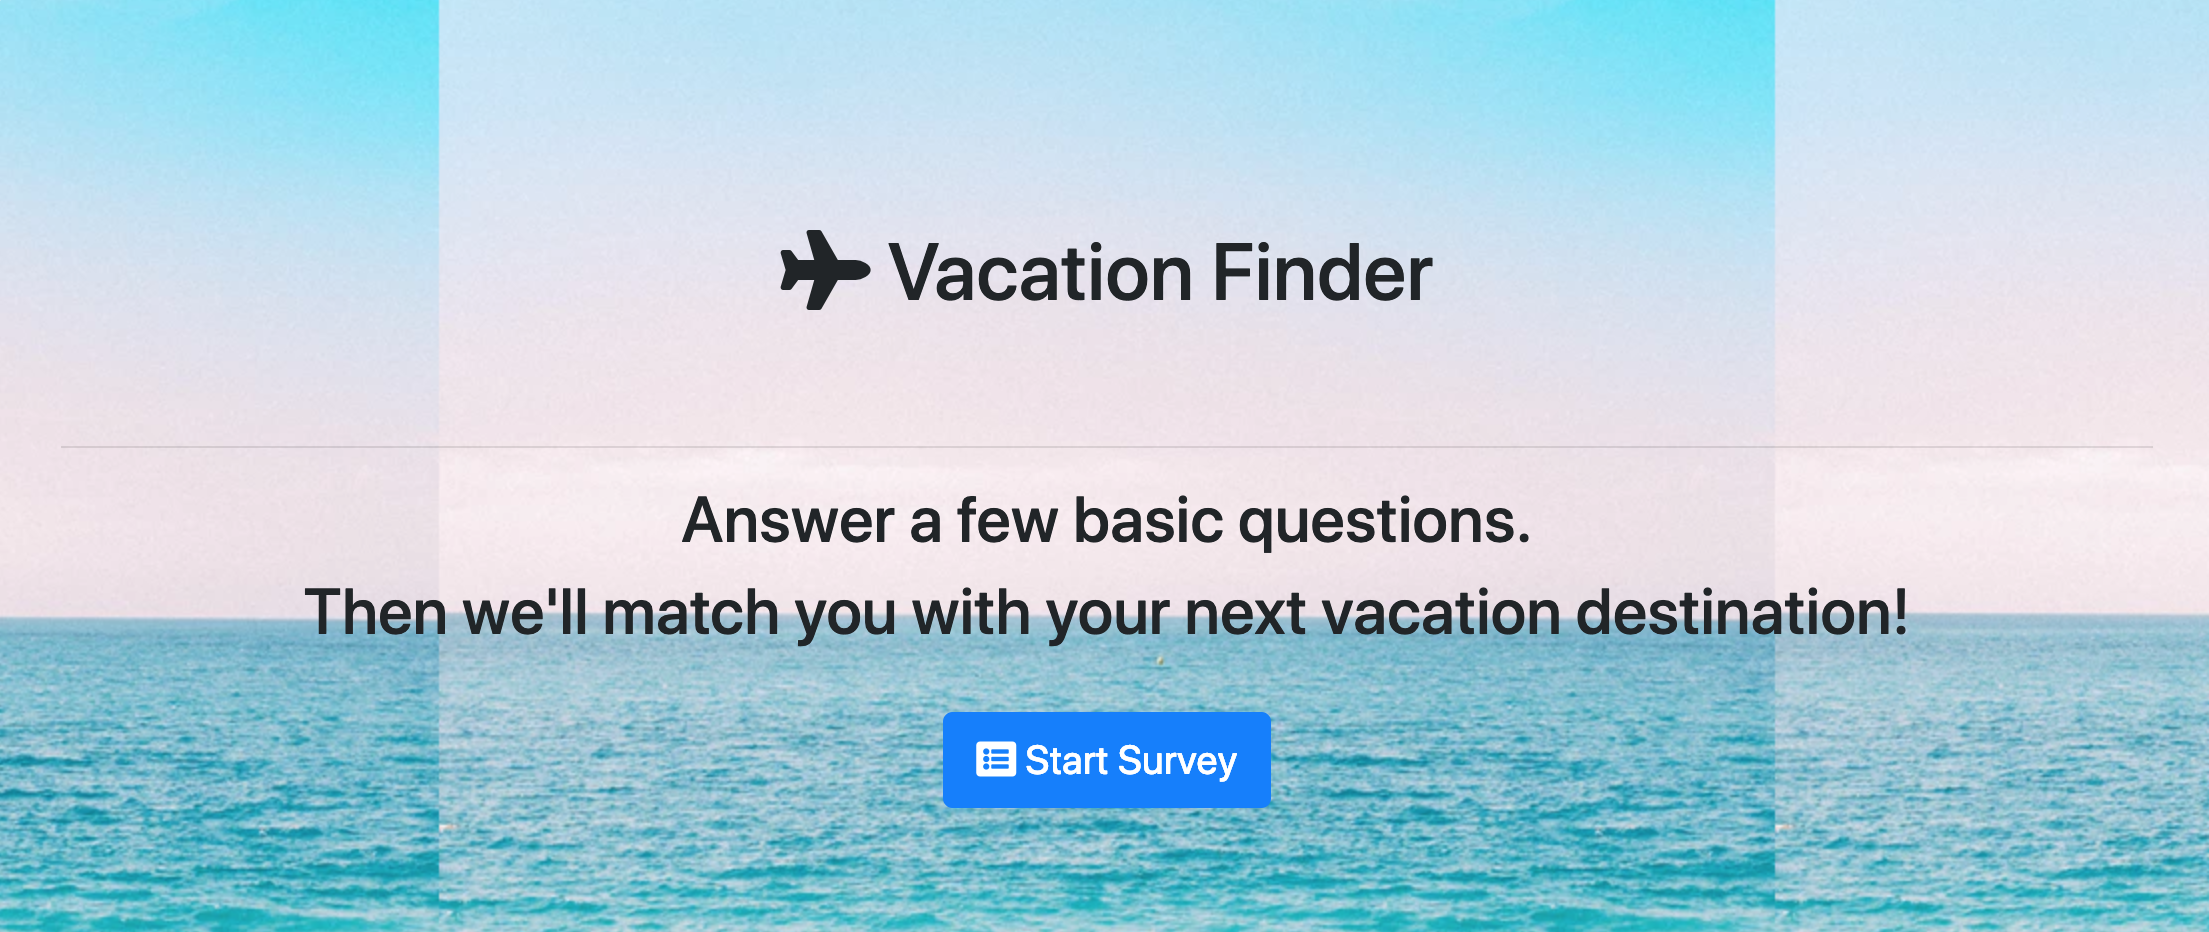 Vacation Finder
Answer a few basic questions.
Then we'll match you with your next vacation destination!
Start Survey